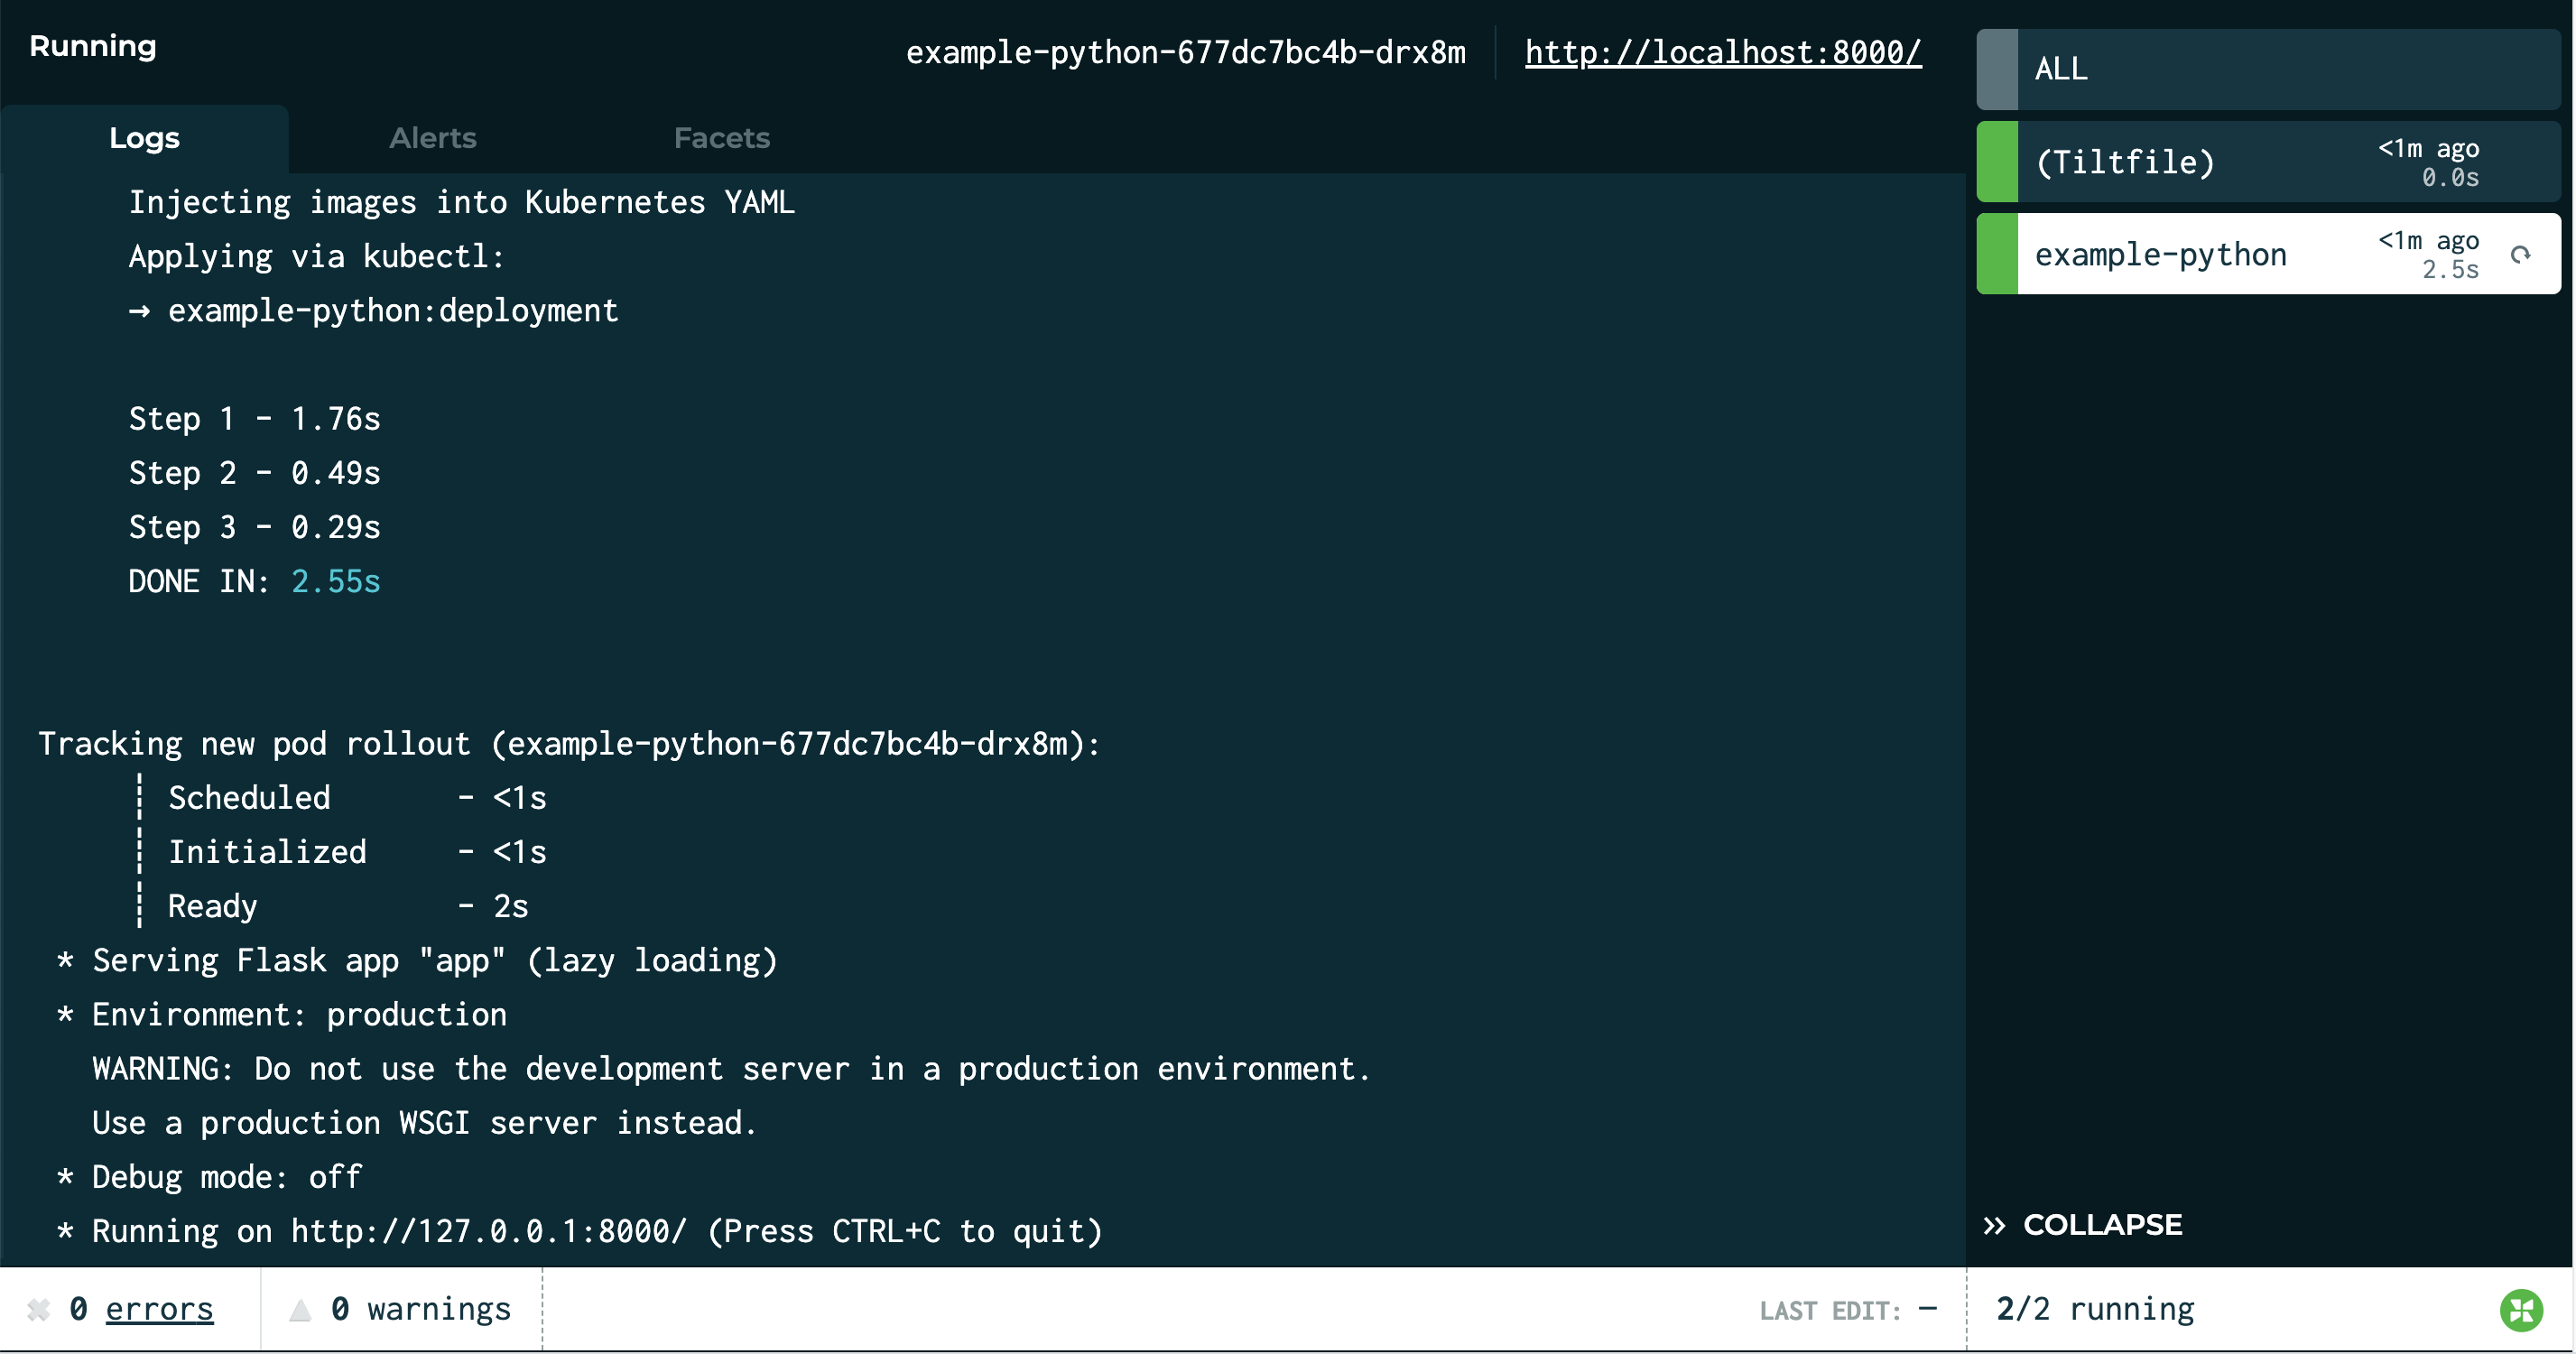 Running
example-python-677dc7bc4b-drx8m
http://localhost:8000/
Logs
Alerts
Facets
Injecting images into Kubernetes YAML
Applying via kubectl:
→ example-python:deployment
Step 1 - 1.76s
Step 2 - 0.49s
Step 3 - 0.29s
DONE IN: 2.55s
Tracking new pod rollout (example-python-677dc7bc4b-drx8m):
┊ Scheduled - <1s
┊ Initialized - <1s
┊ Ready - 2s
* Serving Flask app "app" (lazy loading)
* Environment: production
WARNING: Do not use the development server in a production environment.
Use a production WSGI server instead.
* Debug mode: off
* Running on http://127.0.0.1:8000/ (Press CTRL+C to quit)
0 errors
0 warnings
LAST EDIT: —
ALL
(Tiltfile)
<1m ago
0.0s
example-python
<1m ago
2.5s
COLLAPSE
2/2 running